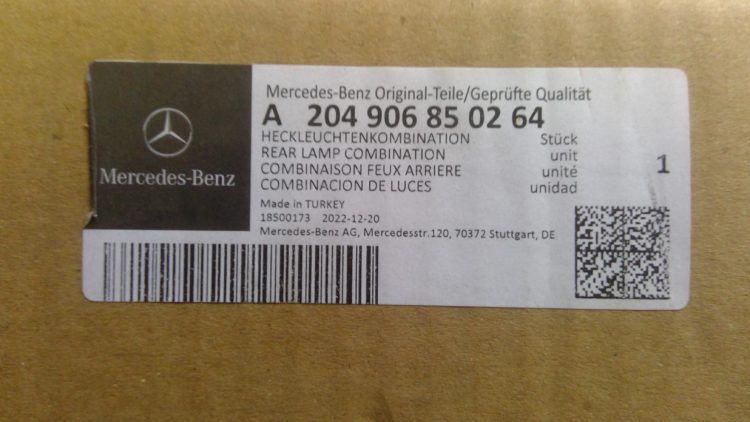 Mercedes-Benz
Mercedes-Benz Original-Teile/Geprüfte Qualität
A 204 906 85 02 64
HECKLEUCHTENKOMBINATION Stück
REAR LAMP COMBINATION unit
COMBINAISON FEUX ARRIERE unité
COMBINACION DE LUCES unidad
1
Made in TURKEY
18500173 2022-12-20
Mercedes-Benz AG, Mercedesstr.120, 70372 Stuttgart, DE